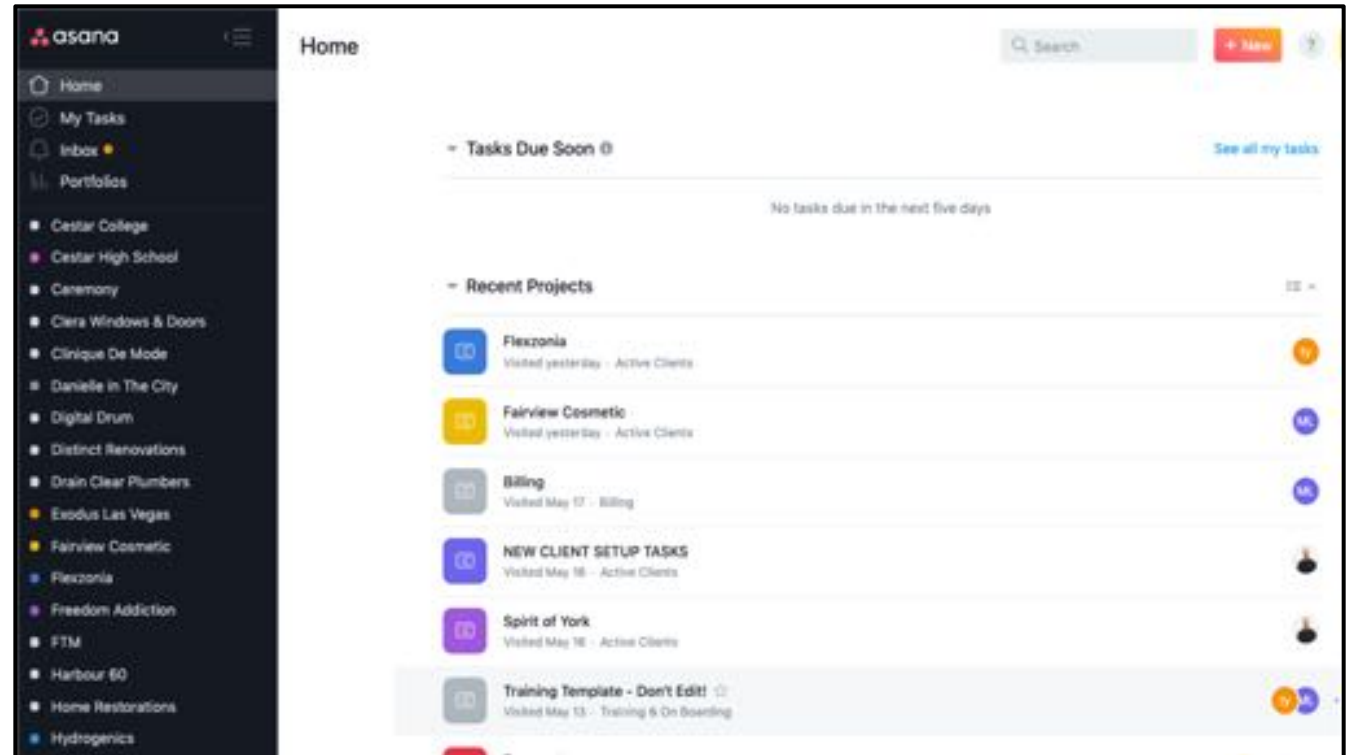 asana
Home
My Tasks
Inbox
Portfolios
Cestar College
Cestar High School
Ceremony
Clera Windows & Doors
Clinique De Mode
Danielle in The City
Digital Drum
Distinct Renovations
Drain Clear Plumbers
Exodus Las Vegas
Fairview Cosmetic
Flexzonia
Freedom Addiction
FTM
Harbour 60
Home Restorations
Hydrogenics
Home
Search
+ New
?
Tasks Due Soon
See all my tasks
No tasks due in the next five days
Recent Projects
Flexzonia
Visited yesterday - Active Clients
Fairview Cosmetic
Visited yesterday - Active Clients
ML
Billing
Visited May 17 - Billing
ML
NEW CLIENT SETUP TASKS
Visited May 16 - Active Clients
Spirit of York
Visited May 16 - Active Clients
Training Template - Don't Edit!
Visited May 13 - Training & On Boarding